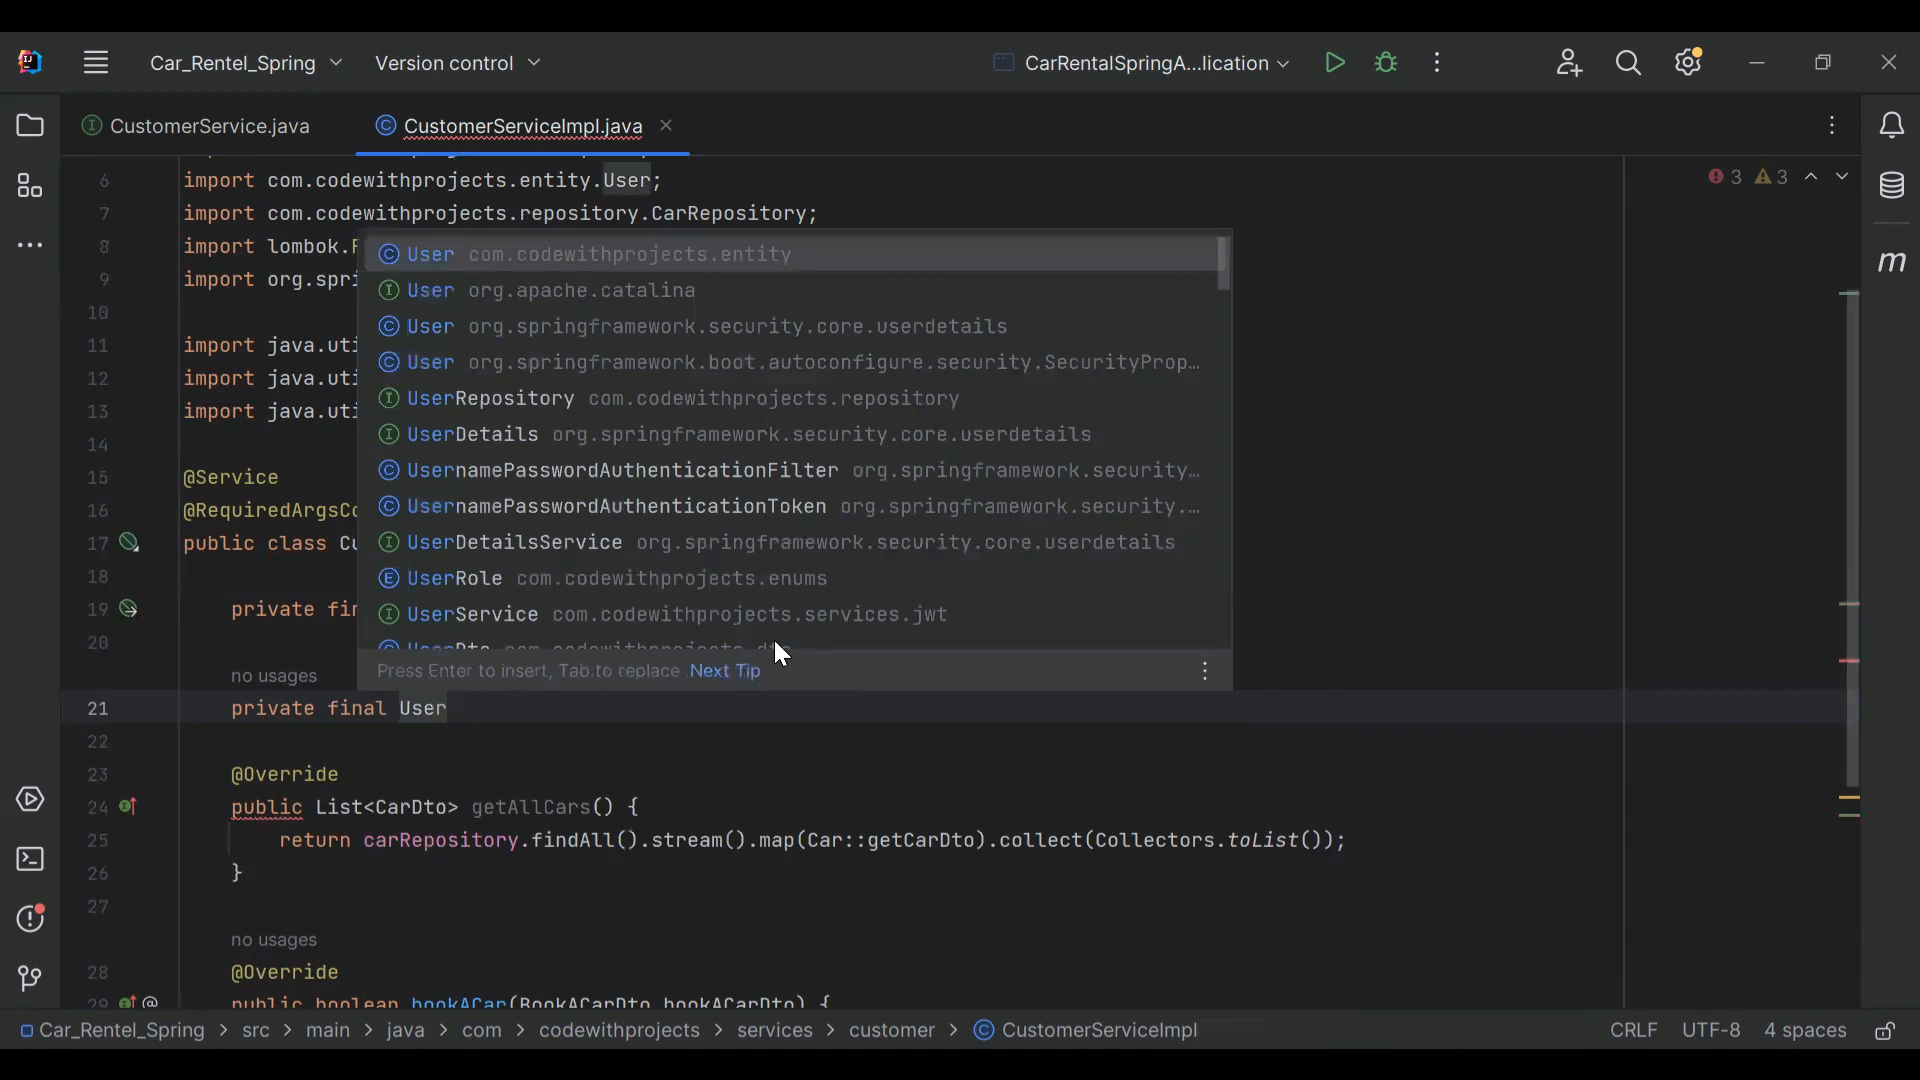 Car_Rentel_Spring
Version control
CarRentalSpringA...lication
CustomerService.java
CustomerServiceImpl.java
3 3
6 import com.codewithprojects.entity.User;
7 import com.codewithprojects.repository.CarRepository;
8 import lombok.
9 import org.spri
10
11 import java.uti
12 import java.uti
13 import java.uti
14
15 @Service
16 @RequiredArgsCo
17 public class Cu
18
19 private fin
20
User com.codewithprojects.entity
User org.apache.catalina
User org.springframework.security.core.userdetails
User org.springframework.boot.autoconfigure.security.SecurityProp…
UserRepository com.codewithprojects.repository
UserDetails org.springframework.security.core.userdetails
UsernamePasswordAuthenticationFilter org.springframework.security…
UsernamePasswordAuthenticationToken org.springframework.security.…
UserDetailsService org.springframework.security.core.userdetails
UserRole com.codewithprojects.enums
UserService com.codewithprojects.services.jwt
Press Enter to insert, Tab to replace Next Tip
no usages
21 private final User
22
23 @Override
24 public List<CarDto> getAllCars() {
25 return carRepository.findAll().stream().map(Car::getCarDto).collect(Collectors.toList());
26 }
27
no usages
28 @Override
29 public boolean bookACar(BookACarDto bookACarDto) {
Car_Rentel_Spring > src > main > java > com > codewithprojects > services > customer > CustomerServiceImpl
CRLF UTF-8 4 spaces